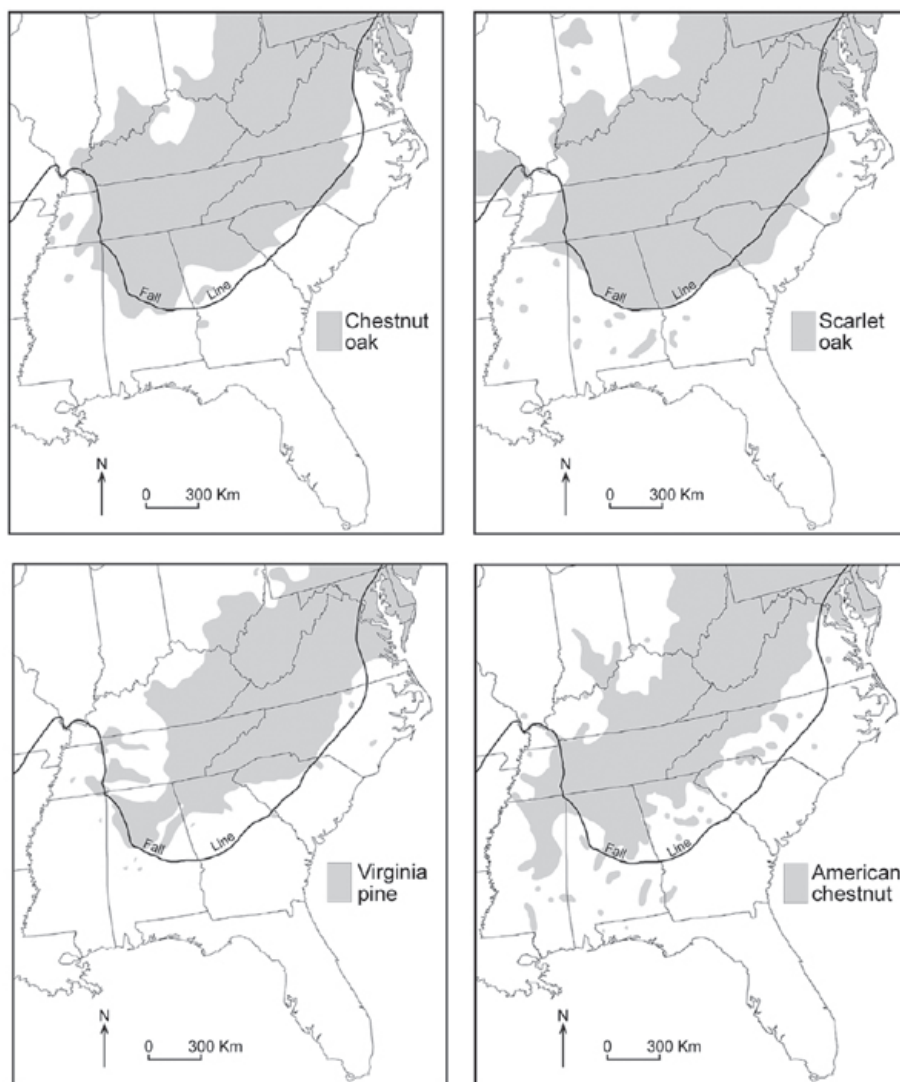 Fall Line
Chestnut
oak
N
0 300 Km
Fall Line
Scarlet
oak
N
0 300 Km
Fall Line
Virginia
pine
N
0 300 Km
Fall Line
American
chestnut
N
0 300 Km